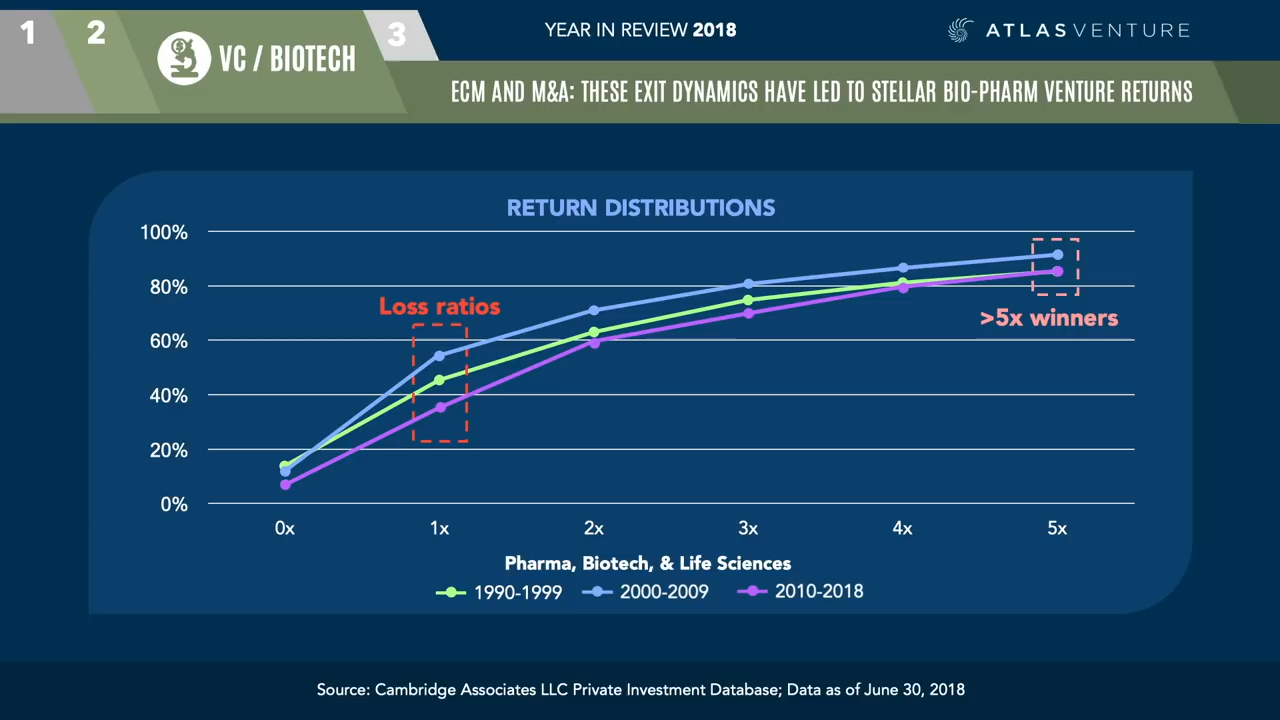 1
2
VC / BIOTECH
3
YEAR IN REVIEW 2018
ATLAS VENTURE
ECM AND M&A: THESE EXIT DYNAMICS HAVE LED TO STELLAR BIO-PHARM VENTURE RETURNS
RETURN DISTRIBUTIONS
100%
80%
60%
40%
20%
0%
Loss ratios
>5x winners
0x 1x 2x 3x 4x 5x
Pharma, Biotech, & Life Sciences
1990-1999 2000-2009 2010-2018
Source: Cambridge Associates LLC Private Investment Database; Data as of June 30, 2018